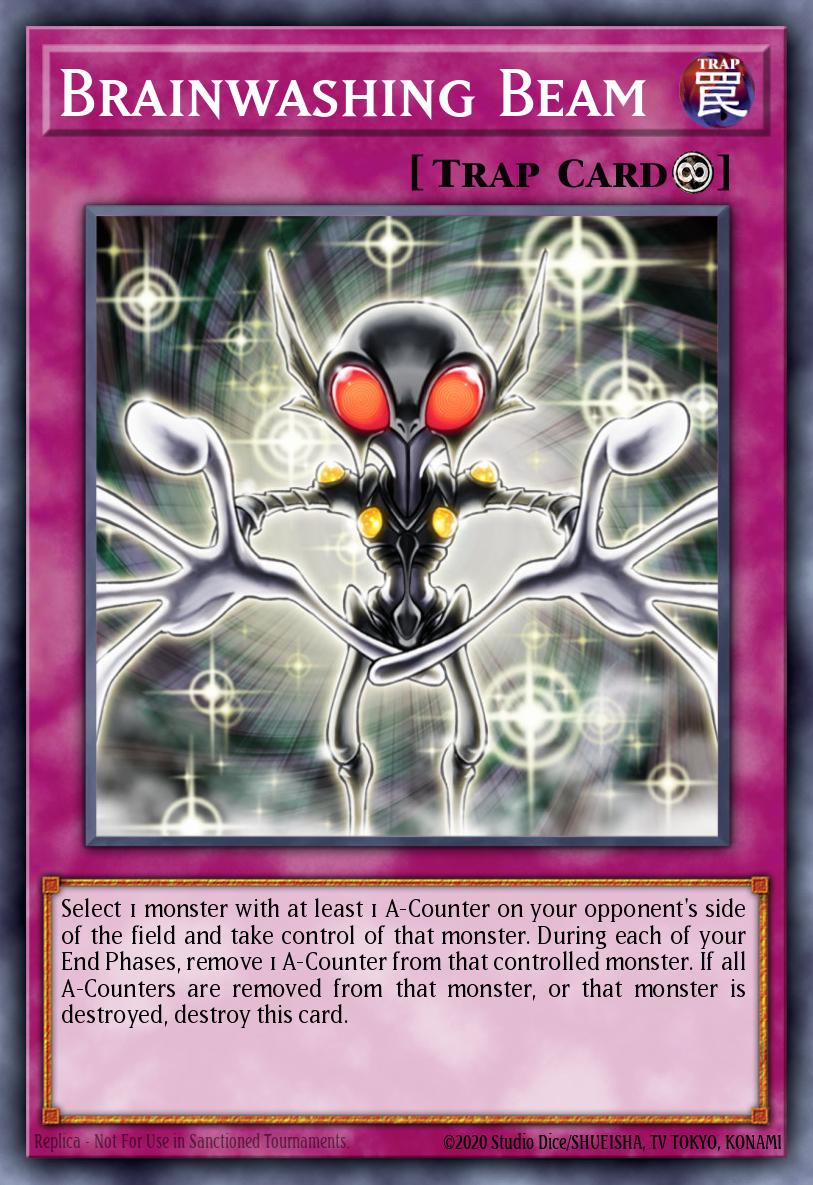 Brainwashing Beam
TRAP
罠
[Trap Card∞]
Select 1 monster with at least 1 A-Counter on your opponent's side
of the field and take control of that monster. During each of your
End Phases, remove 1 A-Counter from that controlled monster. If all
A-Counters are removed from that monster, or that monster is
destroyed, destroy this card.
Replica - Not For Use in Sanctioned Tournaments.
©2020 Studio Dice/SHUEISHA, TV TOKYO, KONAMI